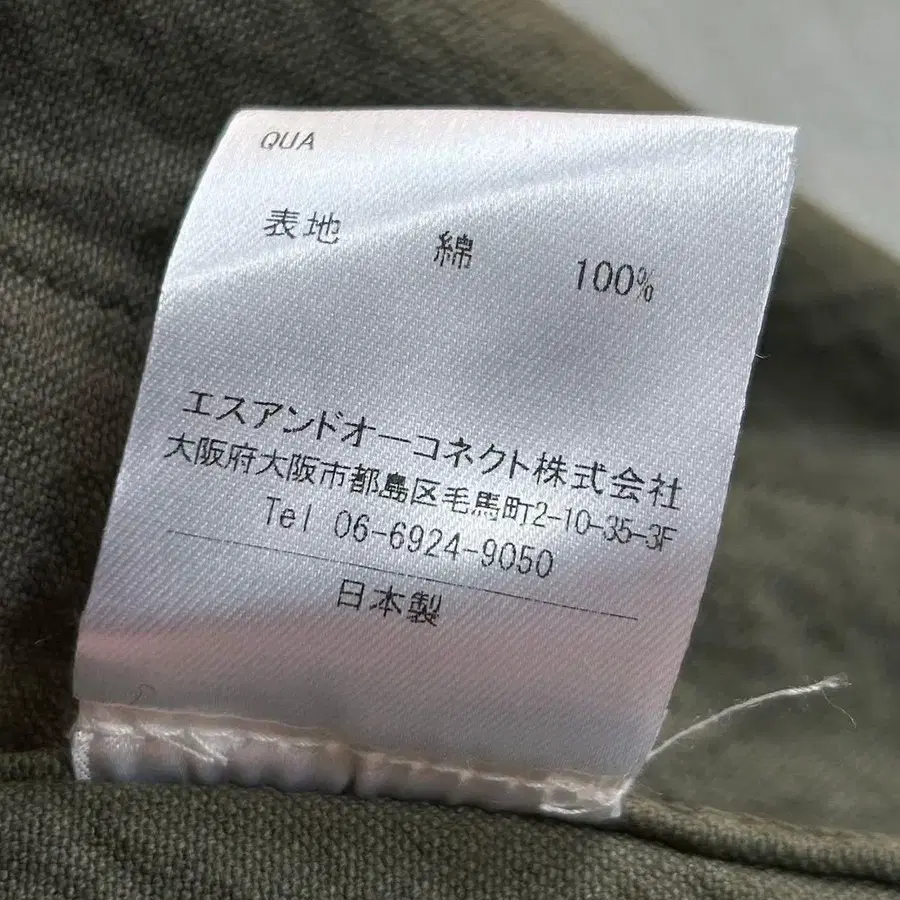 QUA
表地 綿 100%
エスアンドオーコネクト株式会社
大阪府大阪市都島区毛馬町2-10-35-3F
Tel 06-6924-9050
日本製